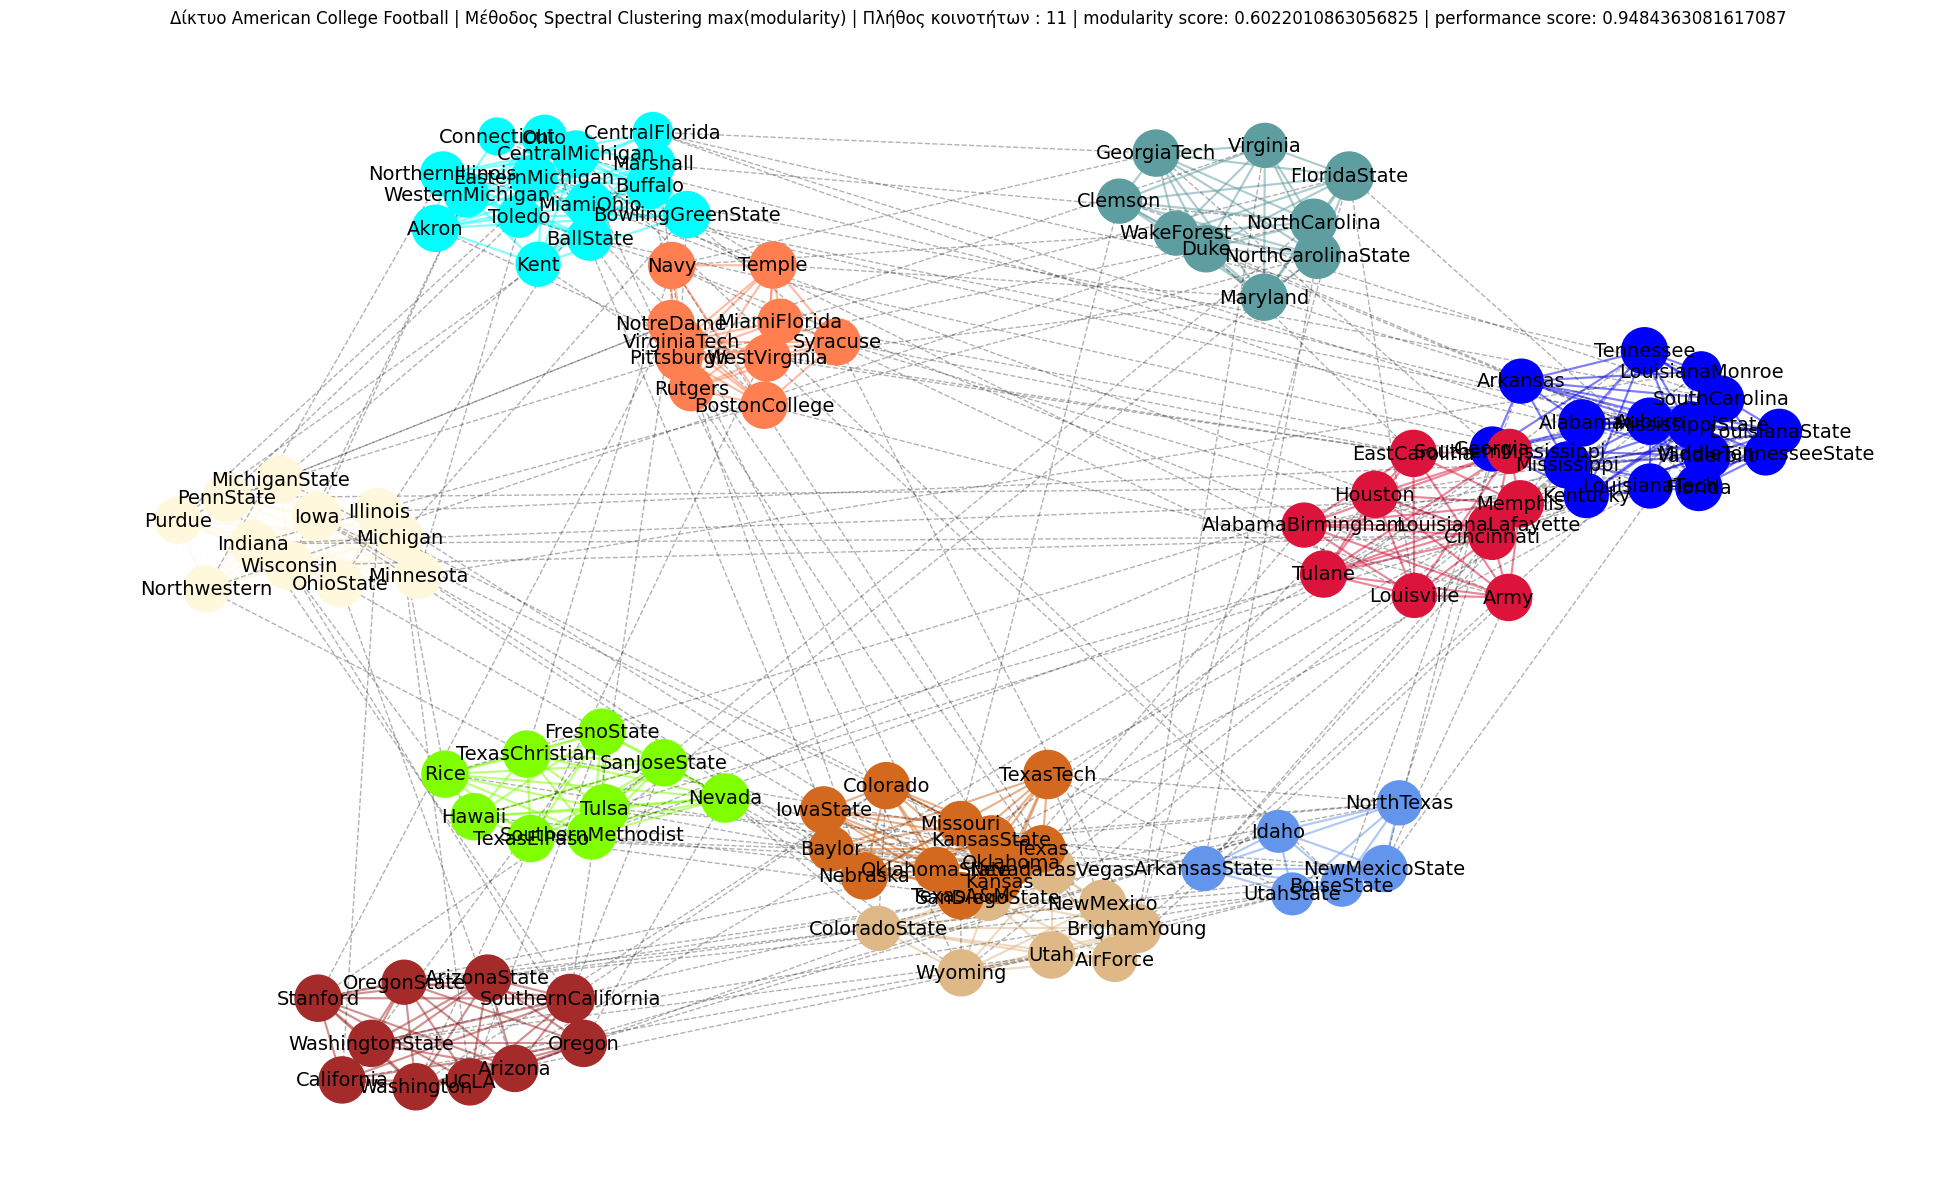 Δίκτυο American College Football | Μέθοδος Spectral Clustering max(modularity) | Πλήθος κοινοτήτων : 11 | modularity score: 0.6022010863056825 | performance score: 0.9484363081617087
Connecticut
Ohio
CentralFlorida
CentralMichigan
Marshall
NorthernIllinois
EasternMichigan
Buffalo
WesternMichigan
MiamiOhio
BowlingGreenState
Toledo
Akron
BallState
Kent
GeorgiaTech
Virginia
FloridaState
Clemson
NorthCarolina
WakeForest
Duke
NorthCarolinaState
Maryland
Navy
Temple
NotreDame
MiamiFlorida
VirginiaTech
Syracuse
Pittsburgh
WestVirginia
Rutgers
BostonCollege
Tennessee
LouisianaMonroe
Arkansas
SouthCarolina
Alabama
Auburn
MississippiState
LouisianaState
Georgia
SouthernMississippi
EastCarolina
Vanderbilt
MiddleTennesseeState
Mississippi
LouisianaTech
Florida
Kentucky
Houston
Memphis
AlabamaBirmingham
LouisianaLafayette
Cincinnati
Tulane
Louisville
Army
MichiganState
PennState
Purdue
Iowa
Illinois
Indiana
Michigan
Wisconsin
OhioState
Minnesota
Northwestern
FresnoState
TexasChristian
SanJoseState
Rice
Nevada
Hawaii
Tulsa
TexasElPaso
SouthernMethodist
Colorado
TexasTech
IowaState
Missouri
KansasState
Baylor
Texas
Oklahoma
Nebraska
OklahomaState
NevadaLasVegas
Kansas
TexasA&M
SanDiegoState
NewMexico
ColoradoState
BrighamYoung
Utah
AirForce
Wyoming
NorthTexas
Idaho
ArkansasState
NewMexicoState
BoiseState
UtahState
OregonState
ArizonaState
Stanford
SouthernCalifornia
WashingtonState
Oregon
Arizona
California
Washington
UCLA